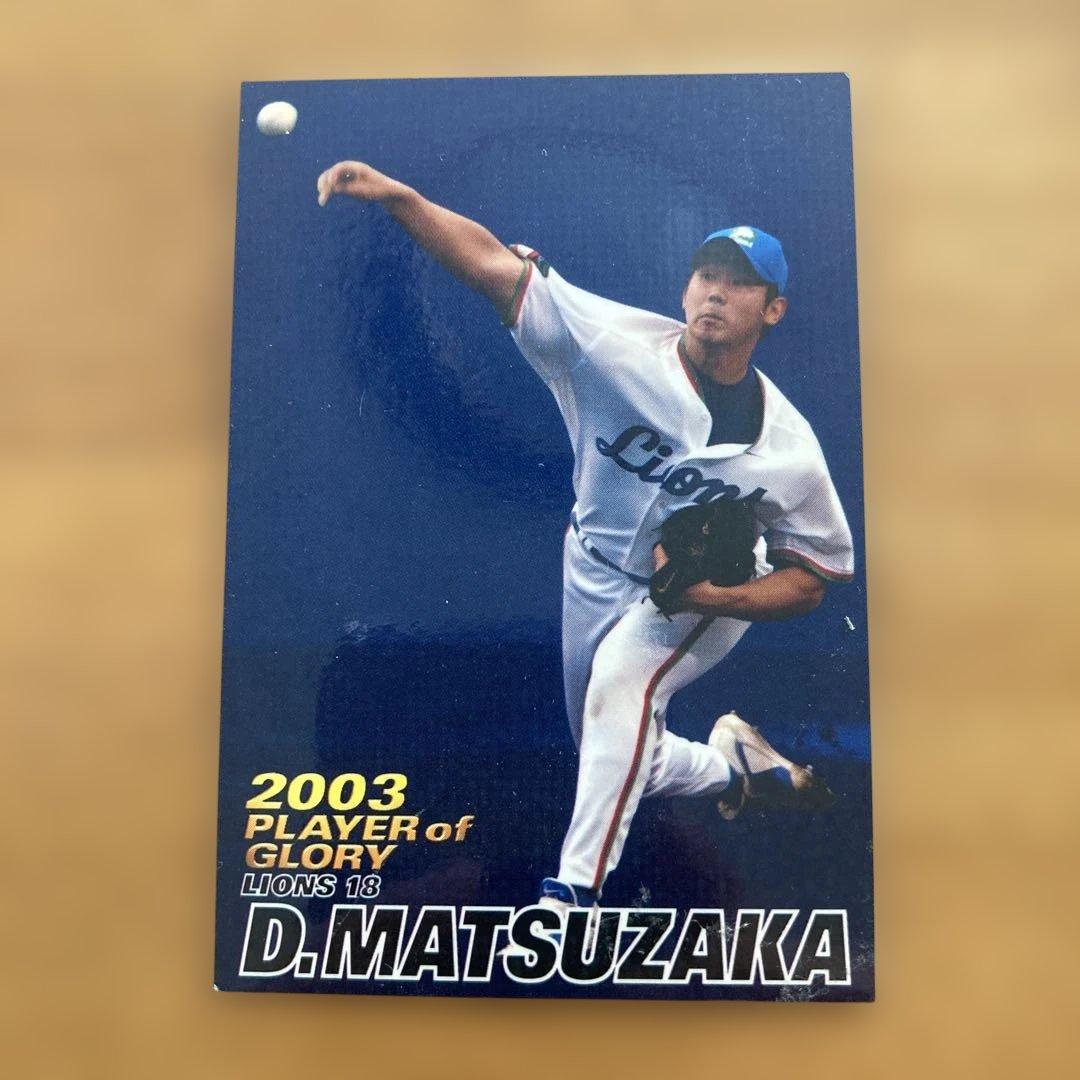 Lions
2003
PLAYER of
GLORY
LIONS 18
D.MATSUZAKA